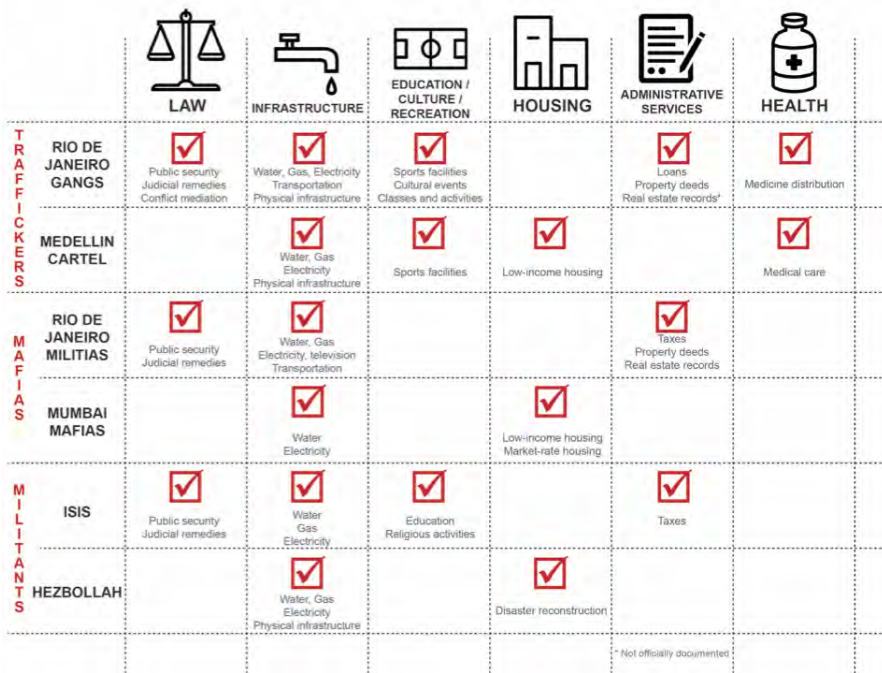 LAW
INFRASTRUCTURE
EDUCATION /
CULTURE /
RECREATION
HOUSING
ADMINISTRATIVE
SERVICES
HEALTH
TRAFFICKERS
RIO DE
JANEIRO
GANGS
Public security
Judicial remedies
Conflict mediation
Water, Gas, Electricity
Transportation
Physical infrastructure
Sports facilities
Cultural events
Classes and activities
Loans
Property deeds
Real estate records*
Medicine distribution
MEDELLIN
CARTEL
Water, Gas
Electricity
Physical infrastructure
Sports facilities
Low-income housing
Medical care
MAFIAS
RIO DE
JANEIRO
MILITIAS
Public security
Judicial remedies
Water, Gas
Electricity, television
Transportation
Taxes
Property deeds
Real estate records
MUMBAI
MAFIAS
Water
Electricity
Low-income housing
Market-rate housing
MILITANTS
ISIS
Public security
Judicial remedies
Water
Gas
Electricity
Education
Religious activities
Taxes
HEZBOLLAH
Water, Gas
Electricity
Physical infrastructure
Disaster reconstruction
* Not officially documented